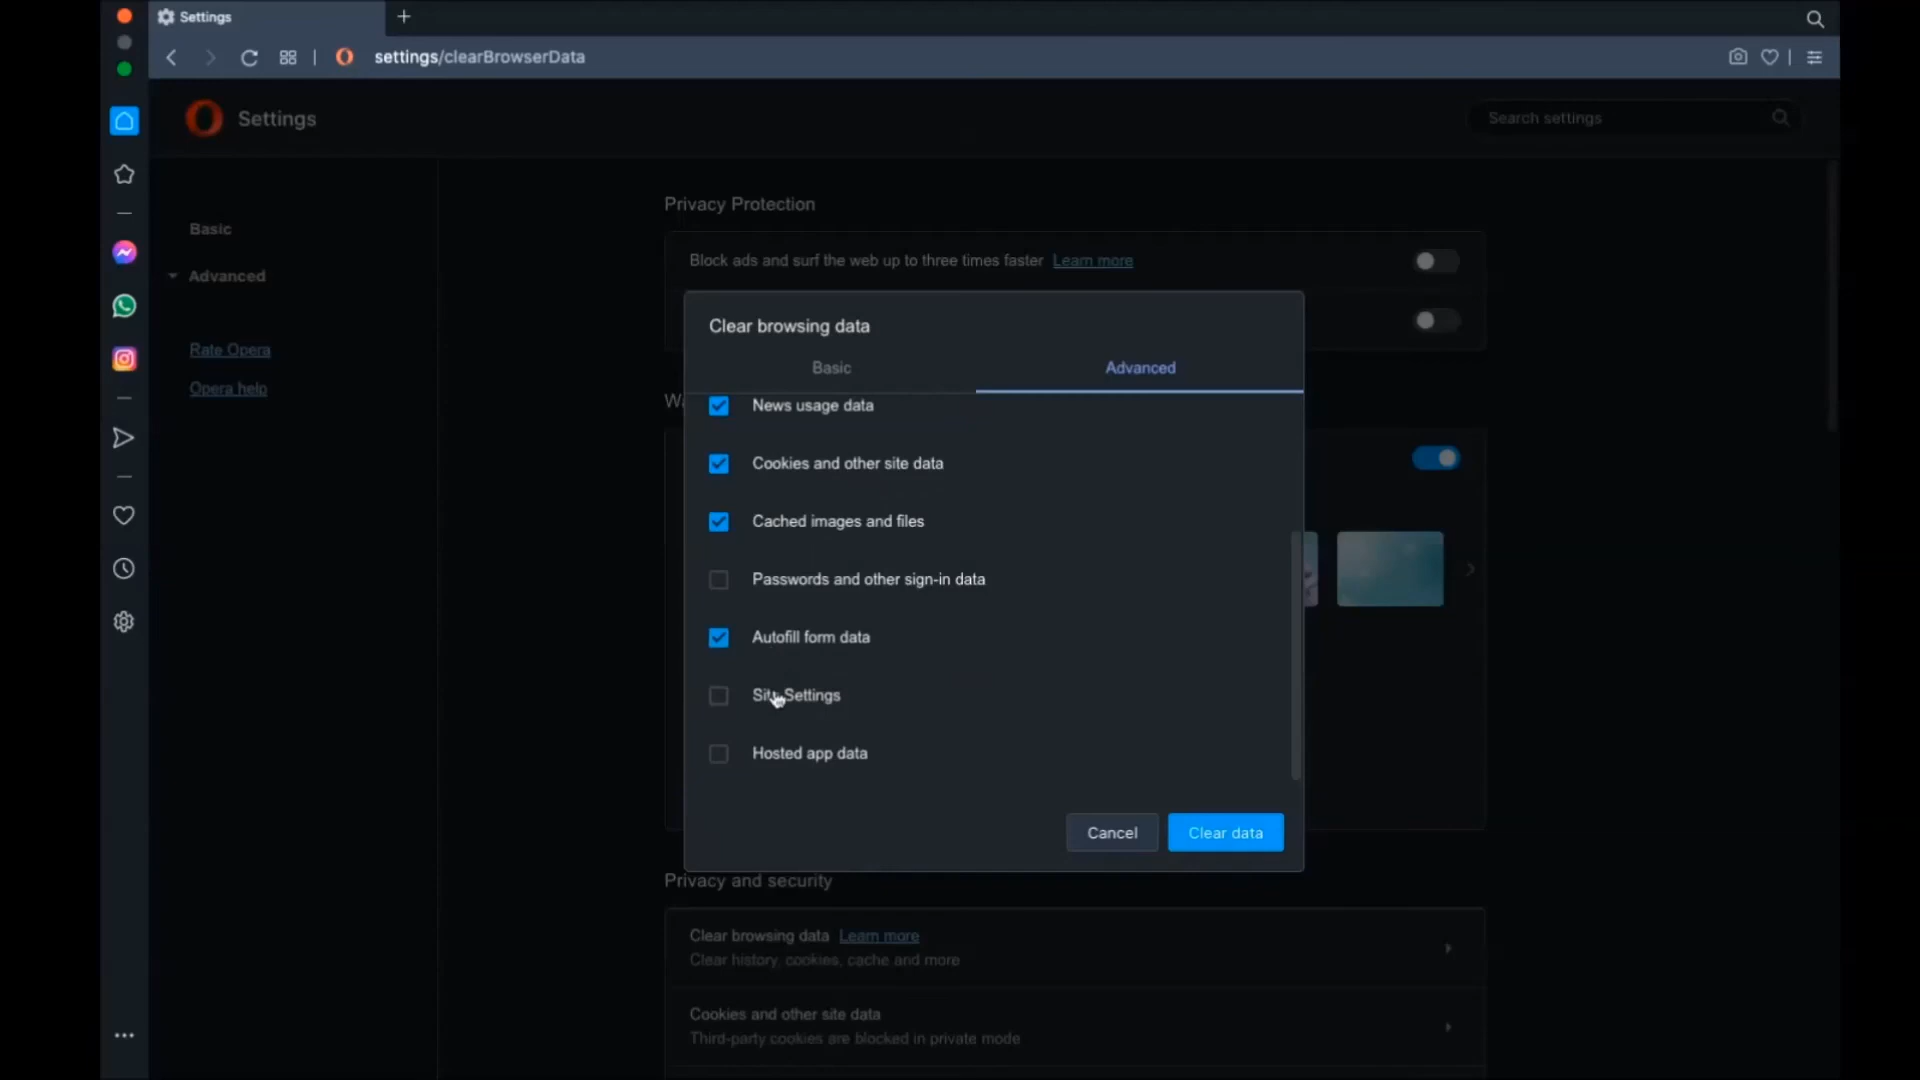 Settings
settings/clearBrowserData
Settings
Search settings
Basic
Advanced
Rate Opera
Opera help
Privacy Protection
Block ads and surf the web up to three times faster Learn more
Clear browsing data
Basic
Advanced
News usage data
Cookies and other site data
Cached images and files
Passwords and other sign-in data
Autofill form data
Site Settings
Hosted app data
Cancel
Clear data
Privacy and security
Clear browsing data Learn more
Clear history, cookies, cache and more
Cookies and other site data
Third-party cookies are blocked in private mode